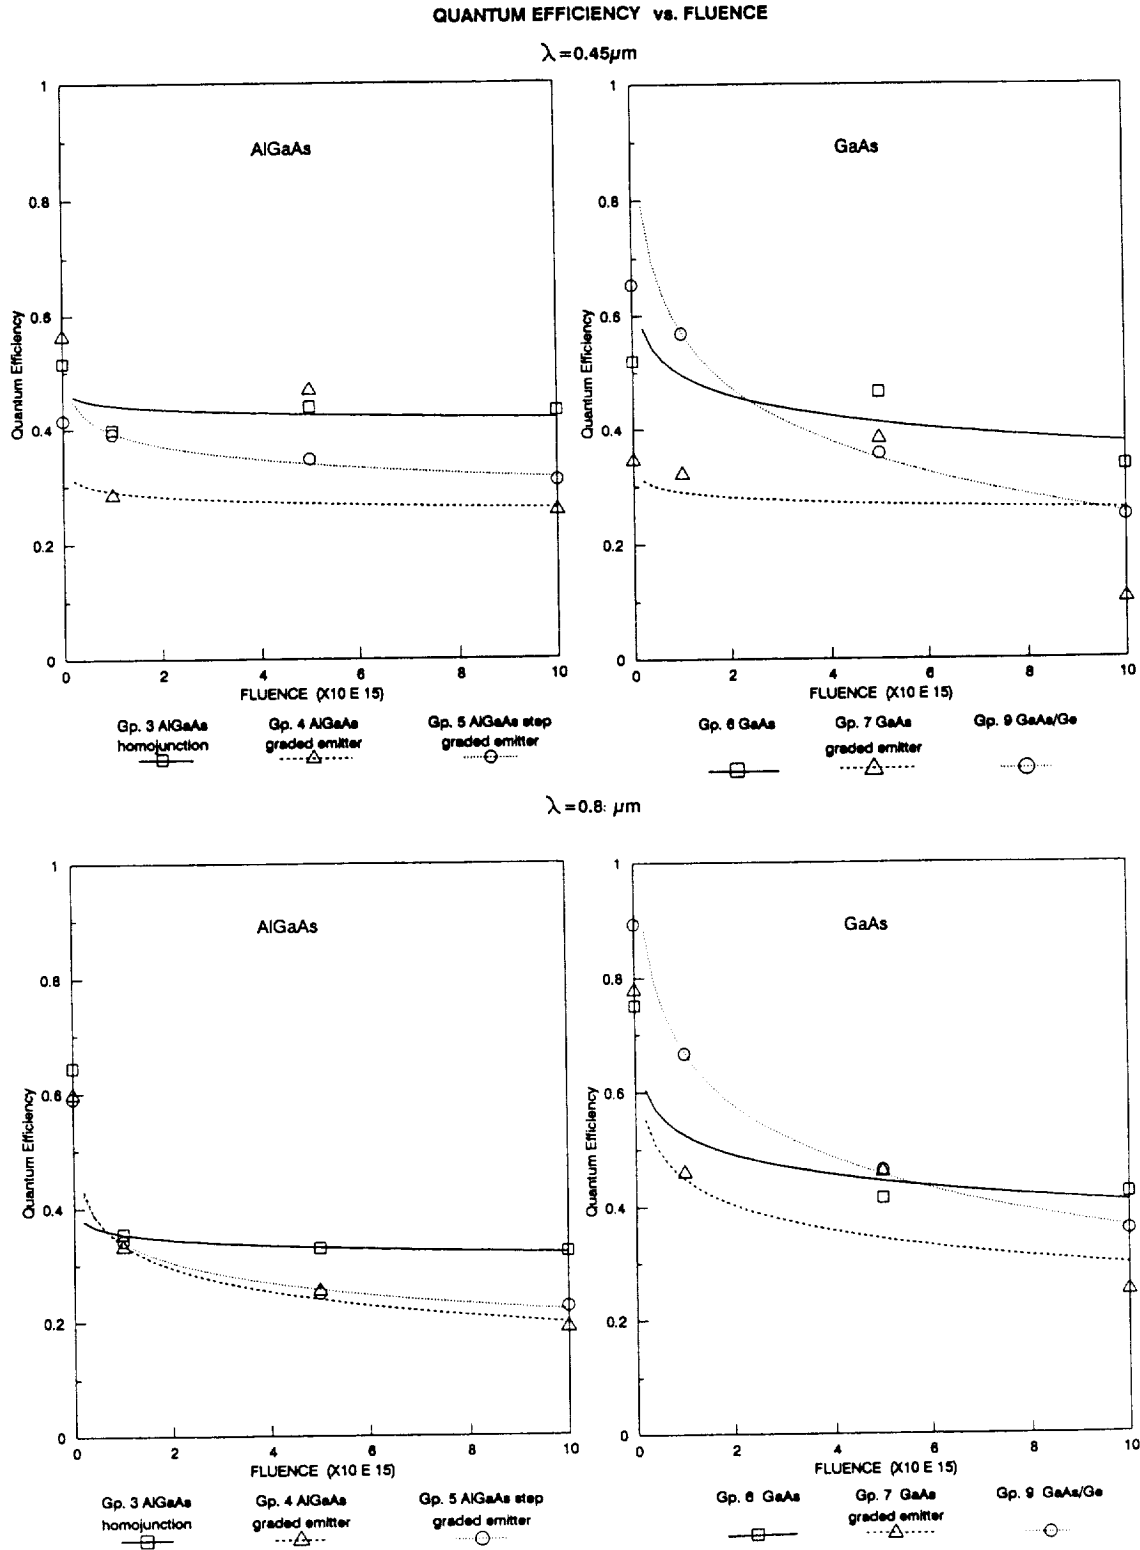 QUANTUM EFFICIENCY vs. FLUENCE
λ=0.45μm
1
0.8
0.6
0.4
0.2
0
Quantum Efficiency
AlGaAs
0 2 4 6 8 10
FLUENCE (X10 E 15)
Gp. 3 AlGaAs homojunction
Gp. 4 AlGaAs graded emitter
Gp. 5 AlGaAs step graded emitter
1
0.8
0.6
0.4
0.2
0
Quantum Efficiency
GaAs
0 2 4 6 8 10
FLUENCE (X10 E 15)
Gp. 6 GaAs
Gp. 7 GaAs graded emitter
Gp. 9 GaAs/Ge
λ=0.8: μm
1
0.8
0.6
0.4
0.2
0
Quantum Efficiency
AlGaAs
0 2 4 6 8 10
FLUENCE (X10 E 15)
Gp. 3 AlGaAs homojunction
Gp. 4 AlGaAs graded emitter
Gp. 5 AlGaAs step graded emitter
1
0.8
0.6
0.4
0.2
0
Quantum Efficiency
GaAs
0 2 4 6 8 10
FLUENCE (X10 E 15)
Gp. 6 GaAs
Gp. 7 GaAs graded emitter
Gp. 9 GaAs/Ge